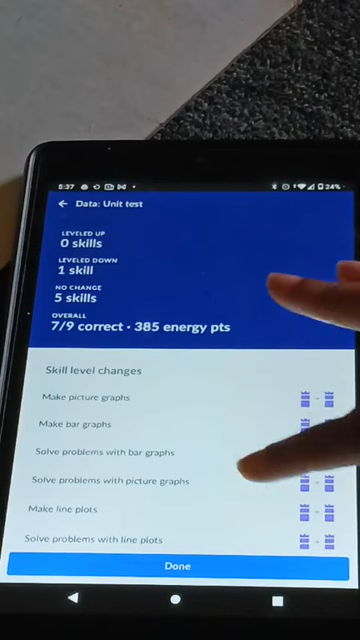 5:37
24%
Data: Unit test
LEVELED UP
0 skills
LEVELED DOWN
1 skill
NO CHANGE
5 skills
OVERALL
7/9 correct • 385 energy pts
Skill level changes
Make picture graphs
Make bar graphs
Solve problems with bar graphs
Solve problems with picture graphs
Make line plots
Solve problems with line plots
Done